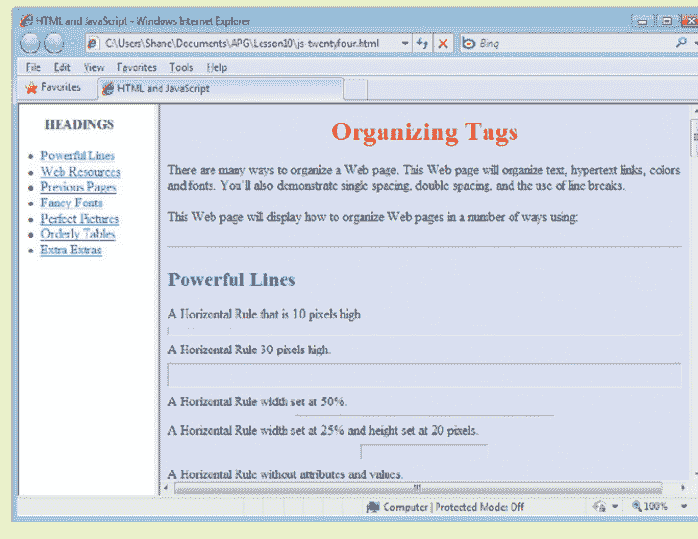 HTML and JavaScript - Windows Internet Explorer
C:\Users\Shane\Documents\APG\Lesson10\js-twentyfour.html
Bing
File Edit View Favorites Tools Help
Favorites
HTML and JavaScript
HEADINGS
Powerful Lines
Web Resources
Previous Pages
Fancy Fonts
Perfect Pictures
Orderly Tables
Extra Extras
Organizing Tags
There are many ways to organize a Web page. This Web page will organize text, hypertext links, colors
and fonts. You'll also demonstrate single spacing, double spacing, and the use of line breaks.
This Web page will display how to organize Web pages in a number of ways using:
Powerful Lines
A Horizontal Rule that is 10 pixels high
A Horizontal Rule 30 pixels high.
A Horizontal Rule width set at 50%.
A Horizontal Rule width set at 25% and height set at 20 pixels.
A Horizontal Rule without attributes and values.
Computer | Protected Mode: Off
100%